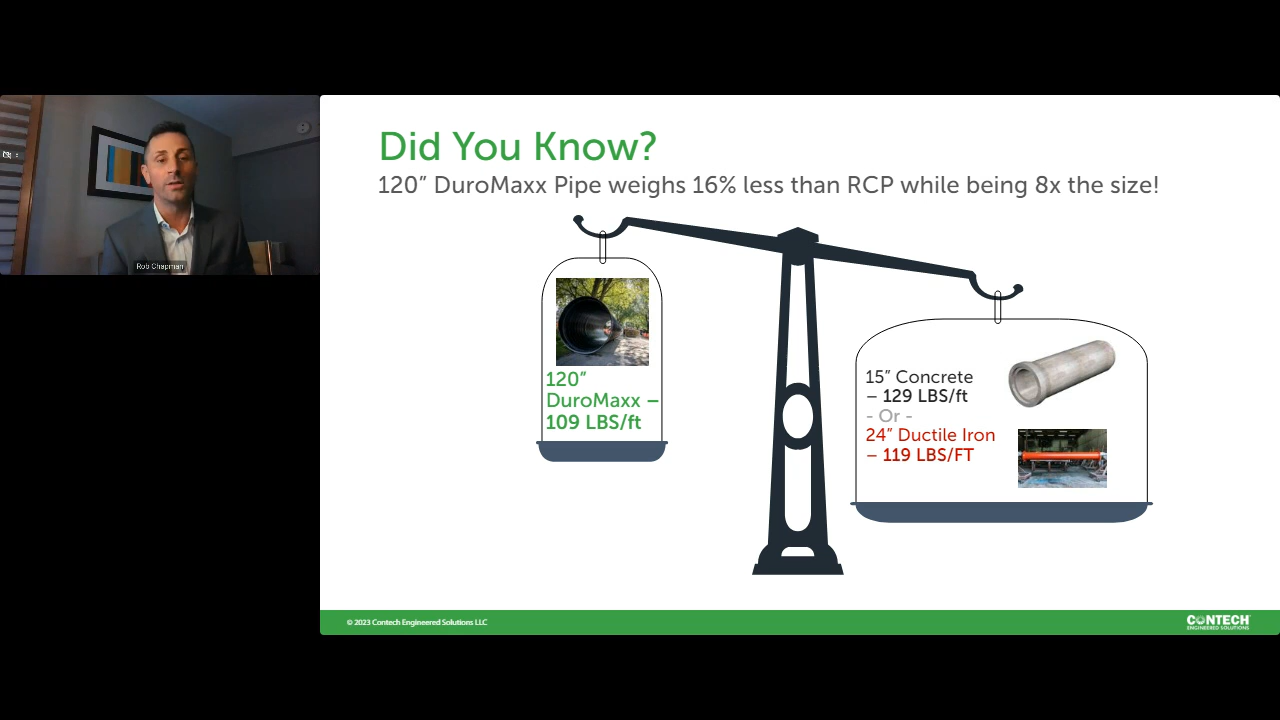 Did You Know?
120” DuroMaxx Pipe weighs 16% less than RCP while being 8x the size!
Rob Chapman
120”
DuroMaxx –
109 LBS/ft
15” Concrete
– 129 LBS/ft
- Or -
24” Ductile Iron
– 119 LBS/FT
© 2023 Contech Engineered Solutions LLC
CONTECH
ENGINEERED SOLUTIONS